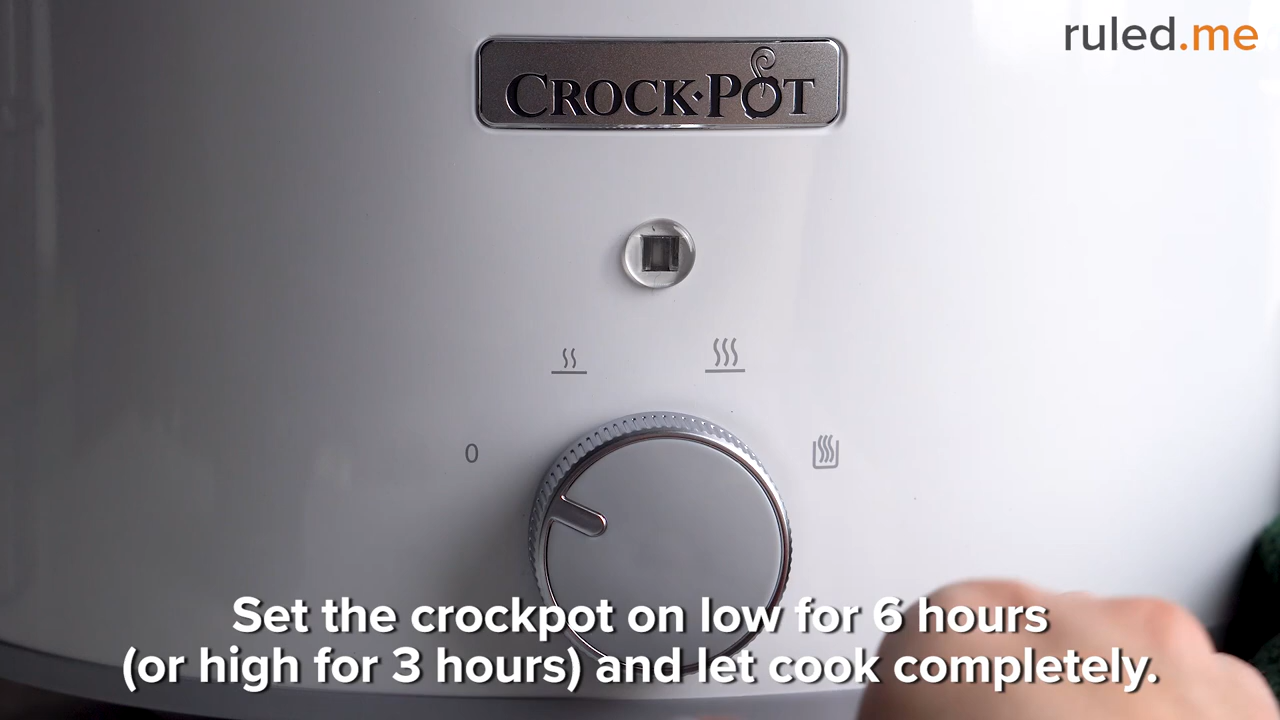 ruled.me
CROCK·POT
0
Set the crockpot on low for 6 hours
(or high for 3 hours) and let cook completely.